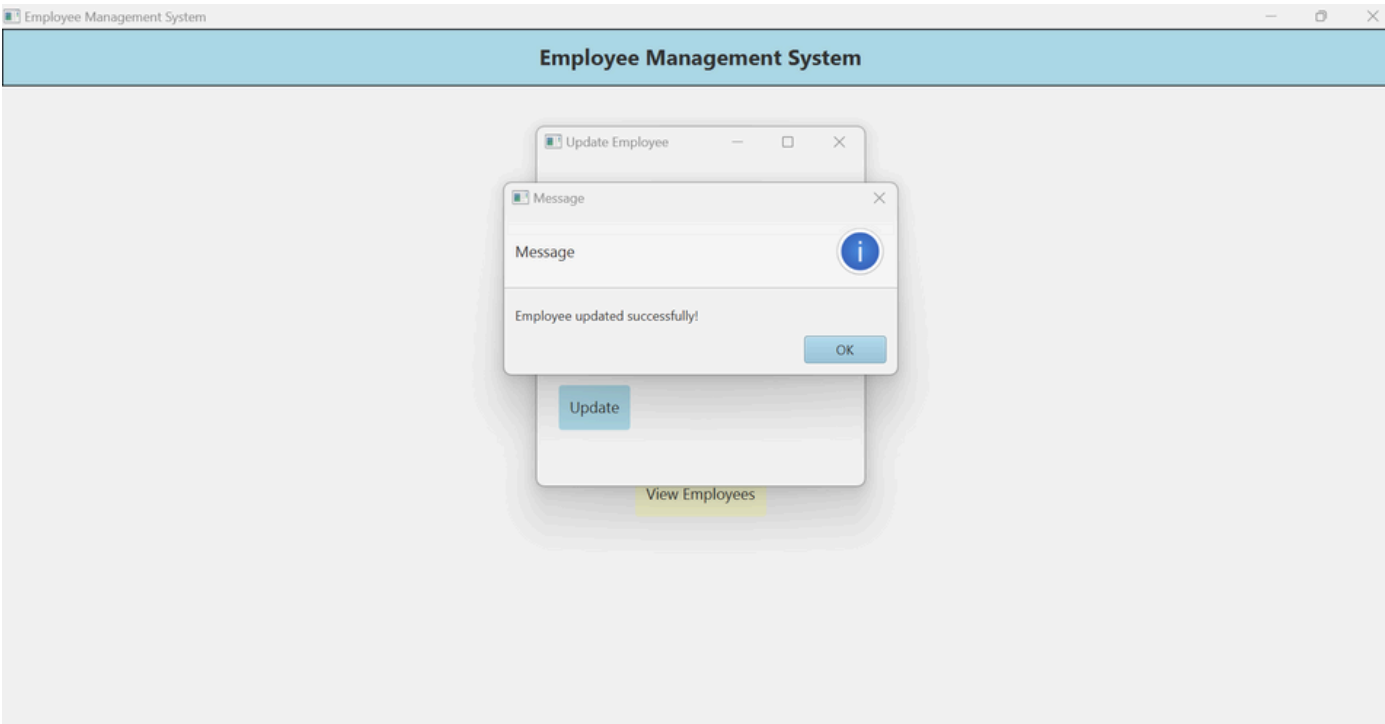 Employee Management System
Employee Management System
Update Employee
Message
Message
i
Employee updated successfully!
OK
Update
View Employees